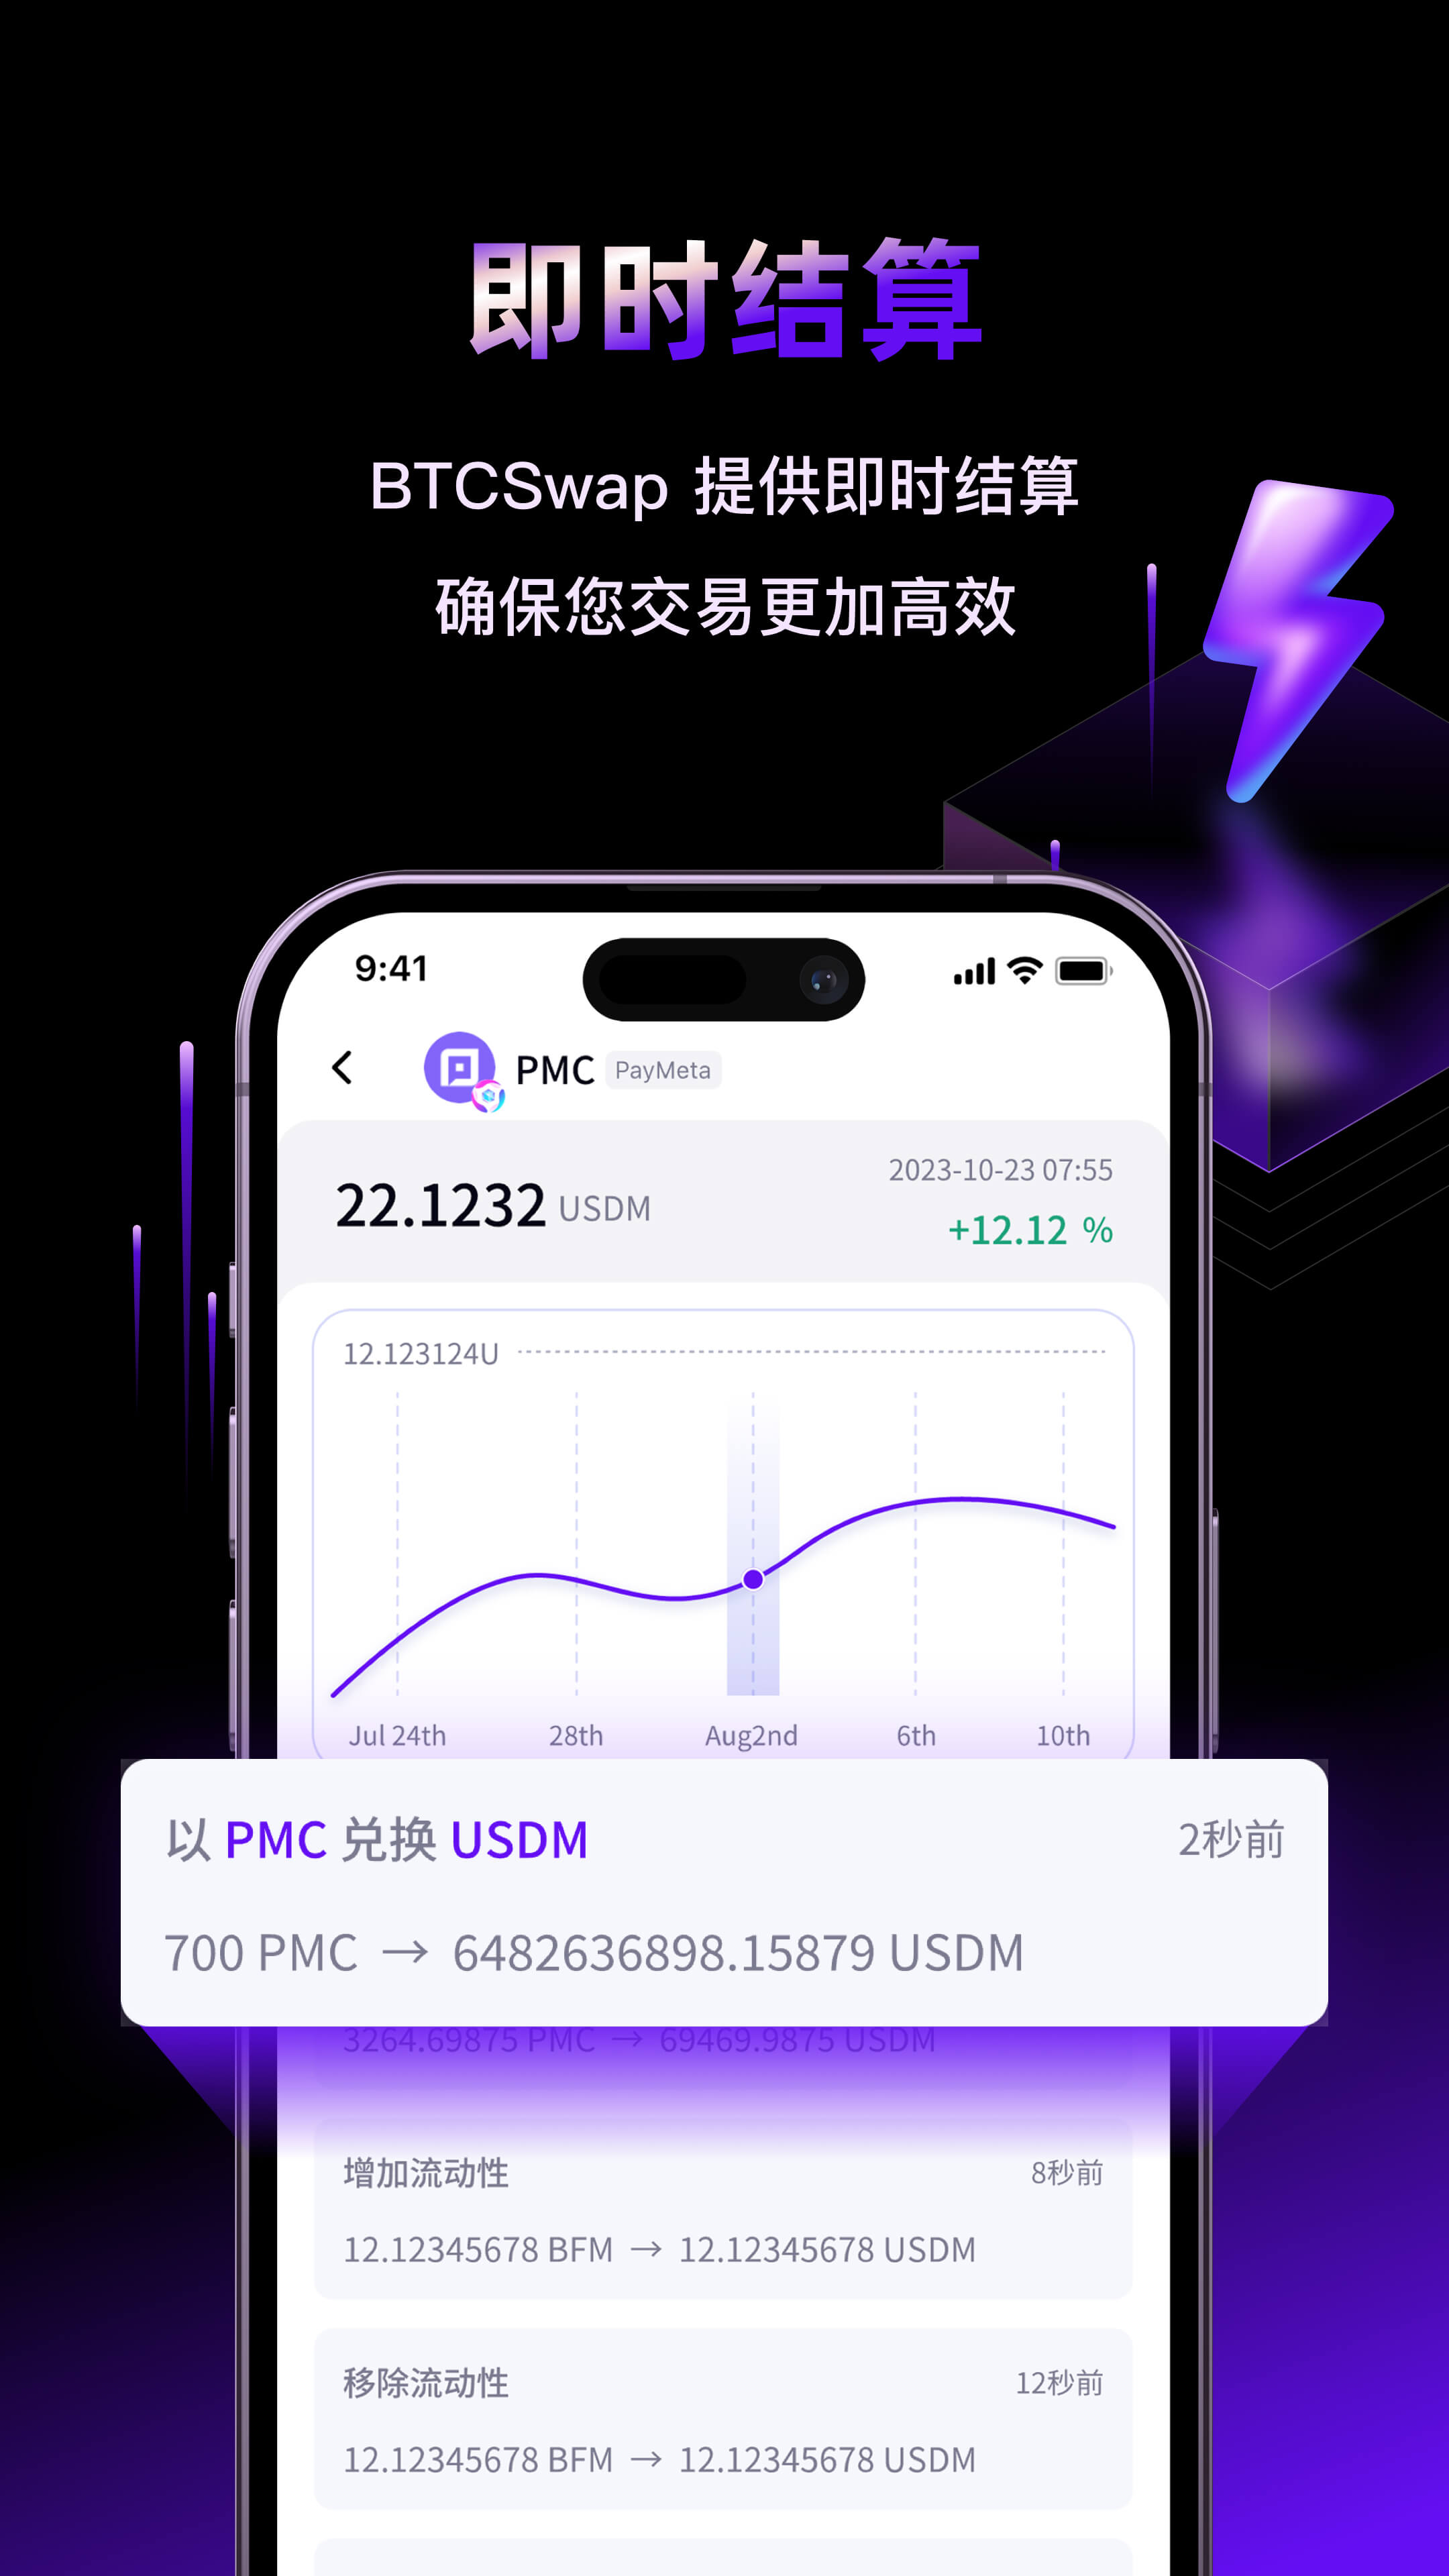 即时结算
BTCSwap 提供即时结算
确保您交易更加高效
9:41
PMC PayMeta
22.1232 USDM
2023-10-23 07:55
+12.12 %
12.123124U
Jul 24th 28th Aug2nd 6th 10th
以 PMC 兑换 USDM 2秒前
700 PMC → 6482636898.15879 USDM
3264.69875 PMC → 69469.9875 USDM
增加流动性 8秒前
12.12345678 BFM → 12.12345678 USDM
移除流动性 12秒前
12.12345678 BFM → 12.12345678 USDM